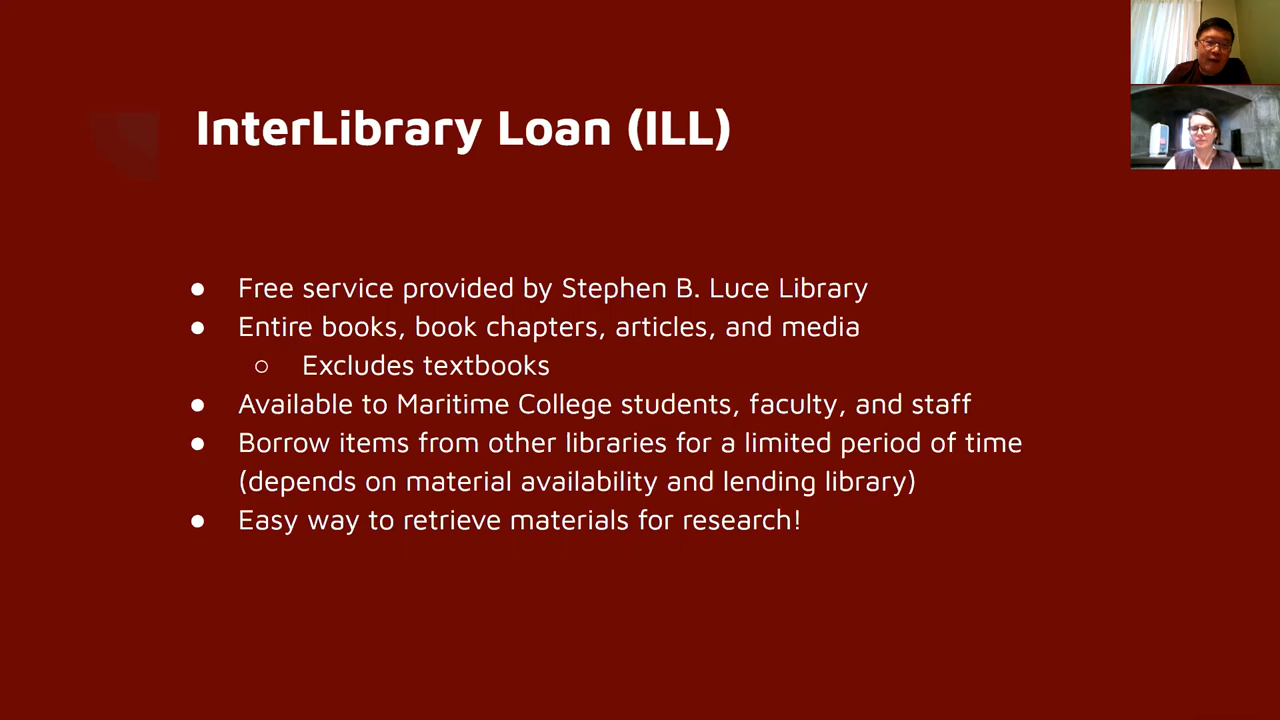 InterLibrary Loan (ILL)
● Free service provided by Stephen B. Luce Library
● Entire books, book chapters, articles, and media
○ Excludes textbooks
● Available to Maritime College students, faculty, and staff
● Borrow items from other libraries for a limited period of time
(depends on material availability and lending library)
● Easy way to retrieve materials for research!